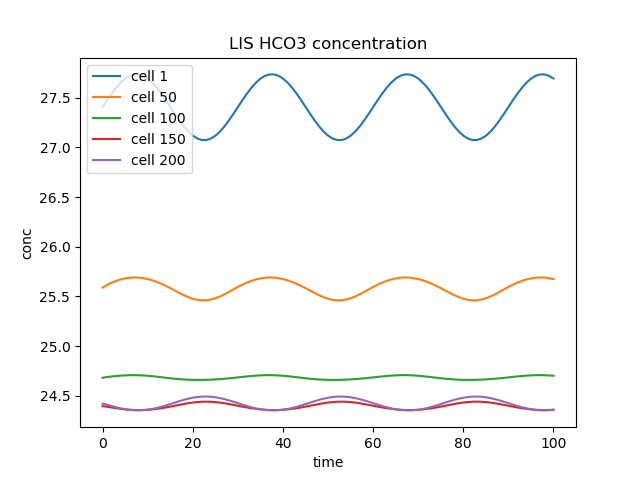 LIS HCO3 concentration
cell 1
cell 50
cell 100
cell 150
cell 200
conc
27.5
27.0
26.5
26.0
25.5
25.0
24.5
0 20 40 60 80 100
time